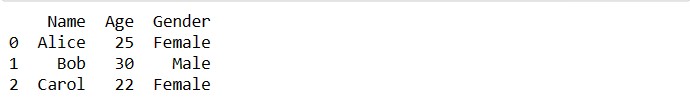 Name  Age  Gender
0  Alice   25  Female
1    Bob   30    Male
2  Carol   22  Female